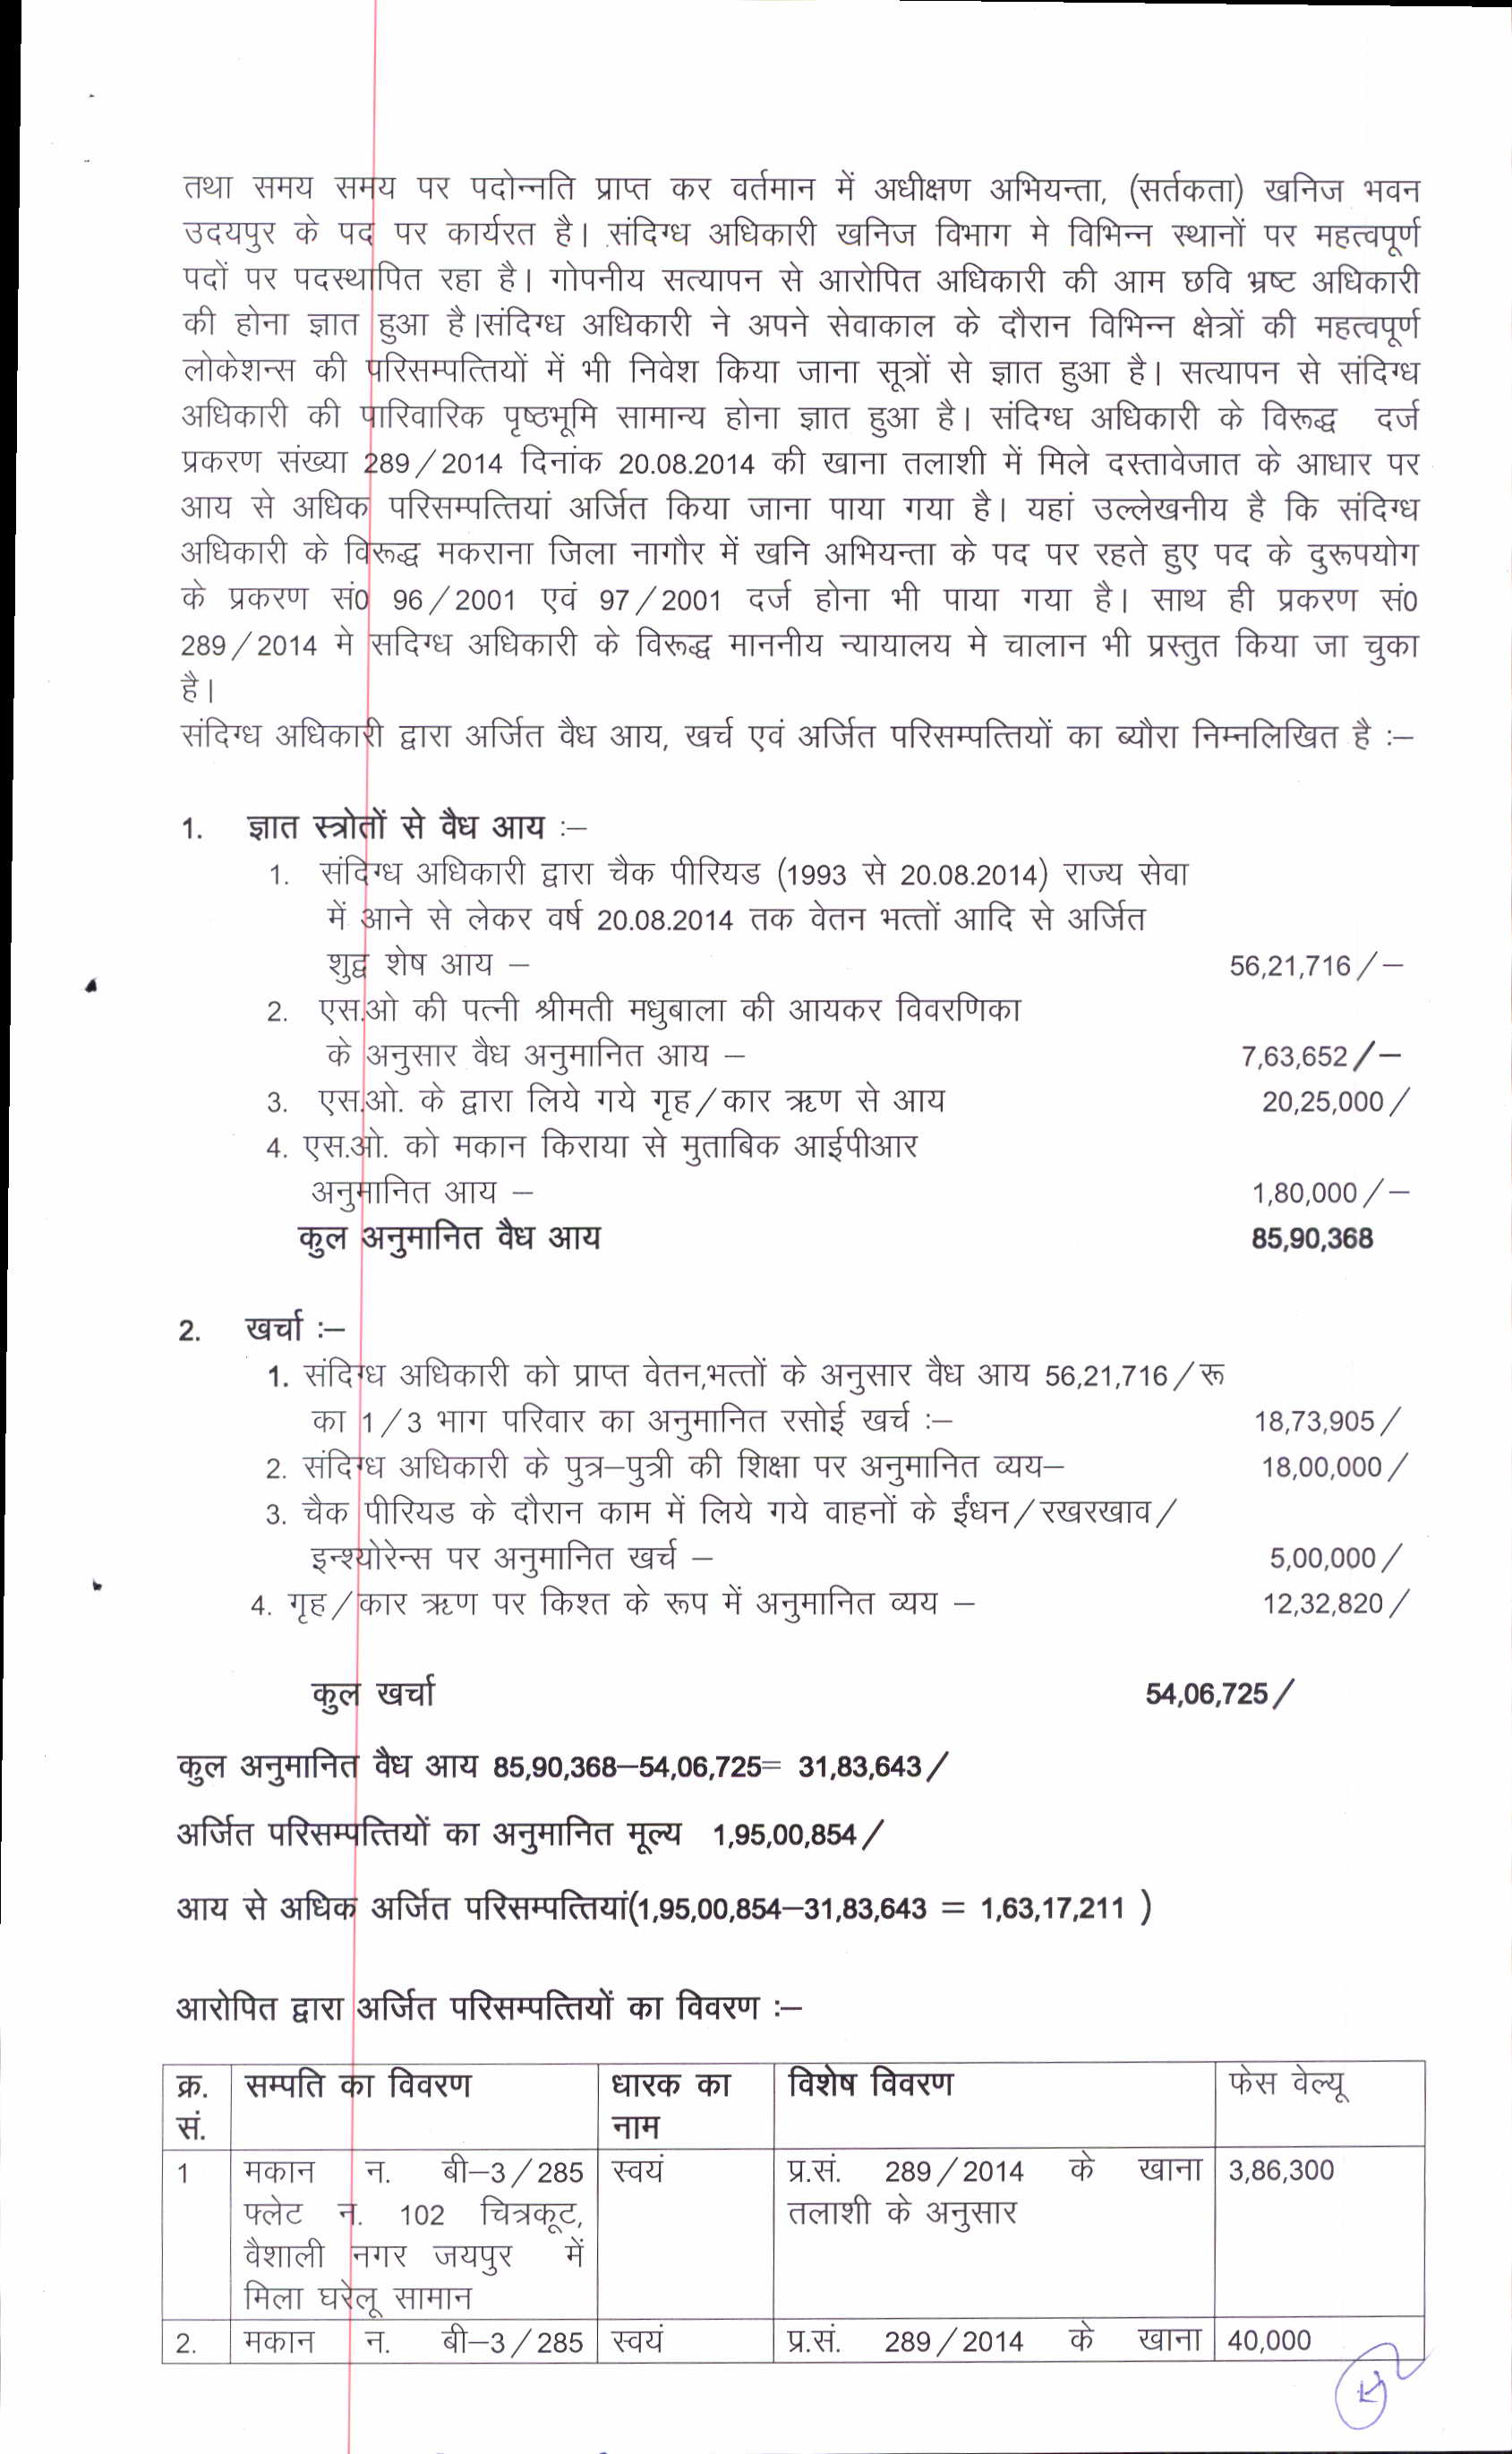 तथा समय समय पर पदोन्नति प्राप्त कर वर्तमान में अधीक्षण अभियन्ता, (सर्तकता) खनिज भवन
उदयपुर के पद पर कार्यरत है। संदिग्ध अधिकारी खनिज विभाग मे विभिन्न स्थानों पर महत्वपूर्ण
पदों पर पदस्थापित रहा है। गोपनीय सत्यापन से आरोपित अधिकारी की आम छवि भ्रष्ट अधिकारी
की होना ज्ञात हुआ है।संदिग्ध अधिकारी ने अपने सेवाकाल के दौरान विभिन्न क्षेत्रों की महत्वपूर्ण
लोकेशन्स की परिसम्पत्तियों में भी निवेश किया जाना सूत्रों से ज्ञात हुआ है। सत्यापन से संदिग्ध
अधिकारी की पारिवारिक पृष्ठभूमि सामान्य होना ज्ञात हुआ है। संदिग्ध अधिकारी के विरूद्ध दर्ज
प्रकरण संख्या 289/2014 दिनांक 20.08.2014 की खाना तलाशी में मिले दस्तावेजात के आधार पर
आय से अधिक परिसम्पत्तियां अर्जित किया जाना पाया गया है। यहां उल्लेखनीय है कि संदिग्ध
अधिकारी के विरूद्ध मकराना जिला नागौर में खनि अभियन्ता के पद पर रहते हुए पद के दुरूपयोग
के प्रकरण सं0 96/2001 एवं 97/2001 दर्ज होना भी पाया गया है। साथ ही प्रकरण सं0
289/2014 मे सदिग्ध अधिकारी के विरूद्ध माननीय न्यायालय मे चालान भी प्रस्तुत किया जा चुका
है।
संदिग्ध अधिकारी द्वारा अर्जित वैध आय, खर्च एवं अर्जित परिसम्पत्तियों का ब्यौरा निम्नलिखित है :–
1. ज्ञात स्त्रोतों से वैध आय :–
1. संदिग्ध अधिकारी द्वारा चैक पीरियड (1993 से 20.08.2014) राज्य सेवा
में आने से लेकर वर्ष 20.08.2014 तक वेतन भत्तों आदि से अर्जित
शुद्व शेष आय – 56,21,716/–
2. एस.ओ की पत्नी श्रीमती मधुबाला की आयकर विवरणिका
के अनुसार वैध अनुमानित आय – 7,63,652/–
3. एस.ओ. के द्वारा लिये गये गृह/कार ऋण से आय 20,25,000/
4. एस.ओ. को मकान किराया से मुताबिक आईपीआर
अनुमानित आय – 1,80,000/–
कुल अनुमानित वैध आय 85,90,368
2. खर्चा :–
1. संदिग्ध अधिकारी को प्राप्त वेतन,भत्तों के अनुसार वैध आय 56,21,716/रू
का 1/3 भाग परिवार का अनुमानित रसोई खर्च :– 18,73,905/
2. संदिग्ध अधिकारी के पुत्र–पुत्री की शिक्षा पर अनुमानित व्यय– 18,00,000/
3. चैक पीरियड के दौरान काम में लिये गये वाहनों के ईंधन/रखरखाव/
इन्श्योरेन्स पर अनुमानित खर्च – 5,00,000/
4. गृह/कार ऋण पर किश्त के रूप में अनुमानित व्यय – 12,32,820/
कुल खर्चा 54,06,725/
कुल अनुमानित वैध आय 85,90,368–54,06,725= 31,83,643/
अर्जित परिसम्पत्तियों का अनुमानित मूल्य 1,95,00,854/
आय से अधिक अर्जित परिसम्पत्तियां(1,95,00,854–31,83,643 = 1,63,17,211 )
आरोपित द्वारा अर्जित परिसम्पत्तियों का विवरण :–
क्र. सम्पति का विवरण धारक का विशेष विवरण फेस वेल्यू
सं. नाम
1 मकान न. बी–3/285 स्वयं प्र.सं. 289/2014 के खाना 3,86,300
फ्लेट न. 102 चित्रकूट, तलाशी के अनुसार
वैशाली नगर जयपुर में
मिला घरेलू सामान
2. मकान न. बी–3/285 स्वयं प्र.सं. 289/2014 के खाना 40,000